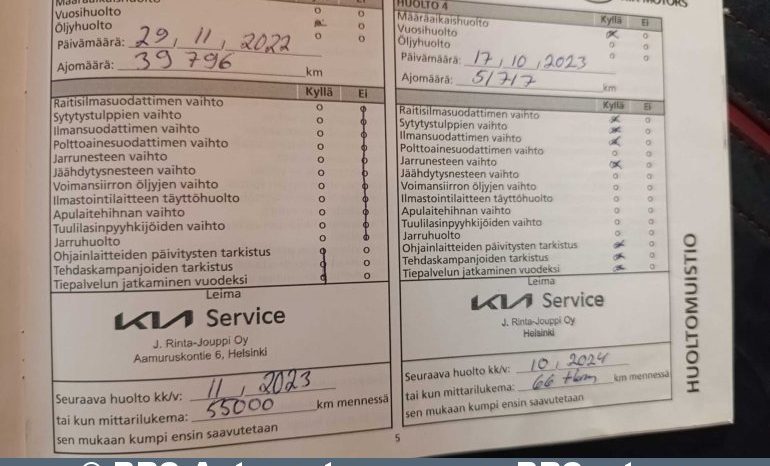 Vuosihuolto
Öljyhuolto
Päivämäärä: 29, 11, 2022
Ajomäärä: 39 796 km
Kyllä Ei
Raitisilmasuodattimen vaihto
Sytytystulppien vaihto
Ilmansuodattimen vaihto
Polttoainesuodattimen vaihto
Jarrunesteen vaihto
Jäähdytysnesteen vaihto
Voimansiirron öljyjen vaihto
Ilmastointilaitteen täyttöhuolto
Apulaitehihnan vaihto
Tuulilasinpyyhkijöiden vaihto
Jarruhuolto
Ohjainlaitteiden päivitysten tarkistus
Tehdaskampanjoiden tarkistus
Tiepalvelun jatkaminen vuodeksi
Leima
KIA Service
J. Rinta-Jouppi Oy
Aamuruskontie 6, Helsinki
Seuraava huolto kk/v: 11, 2023
tai kun mittarilukema: 55000 km mennessä
sen mukaan kumpi ensin saavutetaan
HUOLTO 4
MOTORS
Määräaikaishuolto Kyllä Ei
Vuosihuolto
Öljyhuolto
Päivämäärä: 17, 10, 2023
Ajomäärä: 51717 km
Kyllä Ei
Raitisilmasuodattimen vaihto
Sytytystulppien vaihto
Ilmansuodattimen vaihto
Polttoainesuodattimen vaihto
Jarrunesteen vaihto
Jäähdytysnesteen vaihto
Voimansiirron öljyjen vaihto
Ilmastointilaitteen täyttöhuolto
Apulaitehihnan vaihto
Tuulilasinpyyhkijöiden vaihto
Jarruhuolto
Ohjainlaitteiden päivitysten tarkistus
Tehdaskampanjoiden tarkistus
Tiepalvelun jatkaminen vuodeksi
Leima
KIA Service
J. Rinta-Jouppi Oy
Helsinki
Seuraava huolto kk/v: 10, 2024
tai kun mittarilukema: 66 km mennessä
sen mukaan kumpi ensin saavutetaan
5
HUOLTOMUISTIO